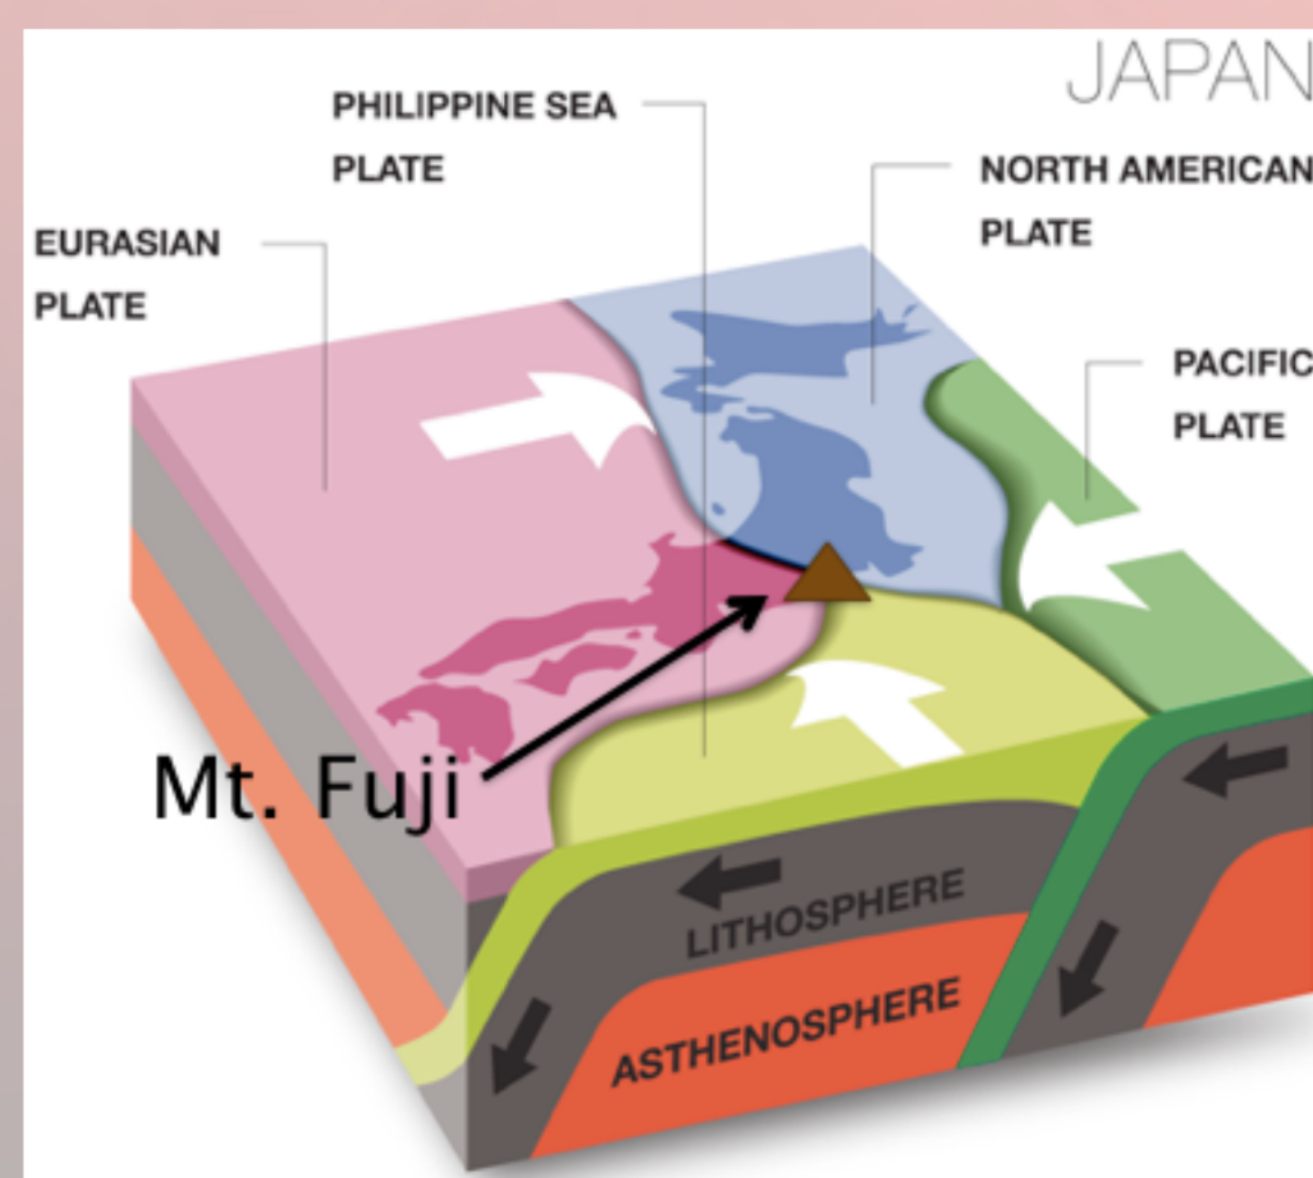 JAPAN
PHILIPPINE SEA
PLATE
NORTH AMERICAN
PLATE
EURASIAN
PLATE
PACIFIC
PLATE
Mt. Fuji
LITHOSPHERE
ASTHENOSPHERE